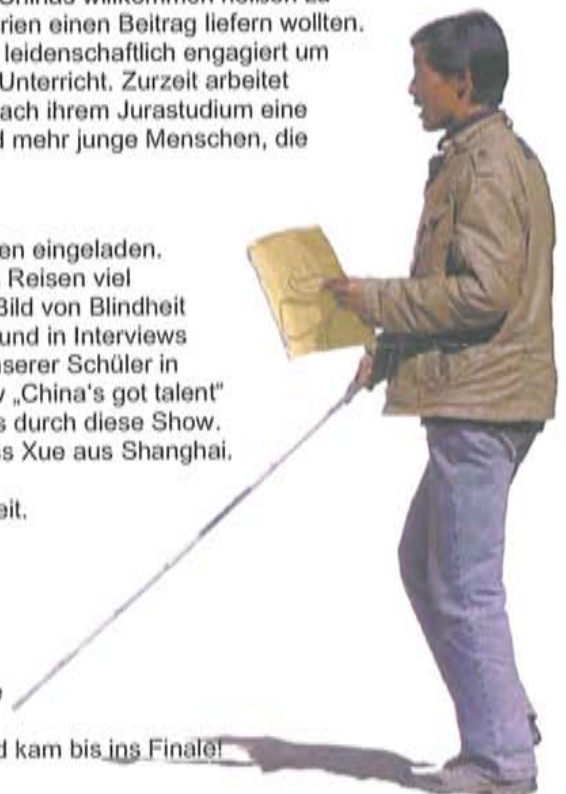 Chinas willkommen heißen zu
rien einen Beitrag liefern wollten.
leidenschaftlich engagiert um
Unterricht. Zurzeit arbeitet
ach ihrem Jurastudium eine
d mehr junge Menschen, die
en eingeladen.
Reisen viel
Bild von Blindheit
und in Interviews
nserer Schüler in
v „China's got talent"
s durch diese Show.
ss Xue aus Shanghai.
eit.
d kam bis ins Finale!